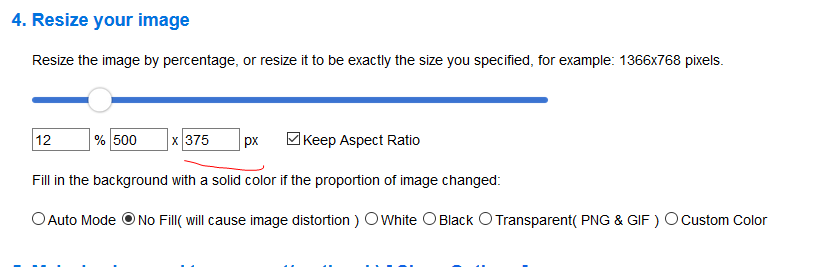 4. Resize your image
Resize the image by percentage, or resize it to be exactly the size you specified, for example: 1366x768 pixels.
12 % 500 x 375 px Keep Aspect Ratio
Fill in the background with a solid color if the proportion of image changed:
Auto Mode No Fill( will cause image distortion ) White Black Transparent( PNG & GIF ) Custom Color